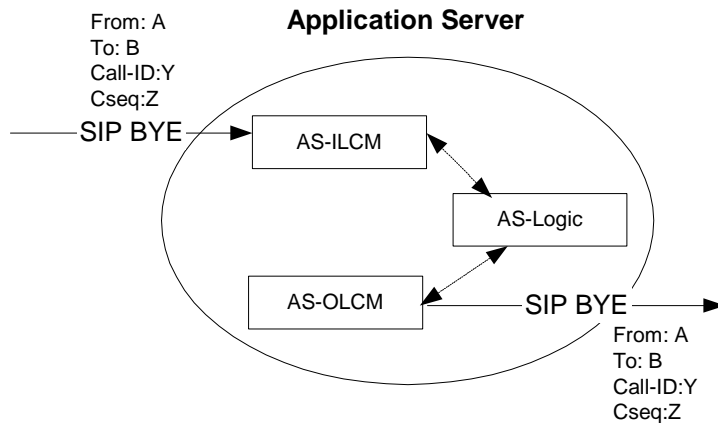 Application Server
From: A
To: B
Call-ID:Y
Cseq:Z
SIP BYE
AS-ILCM
AS-Logic
AS-OLCM
SIP BYE
From: A
To: B
Call-ID:Y
Cseq:Z